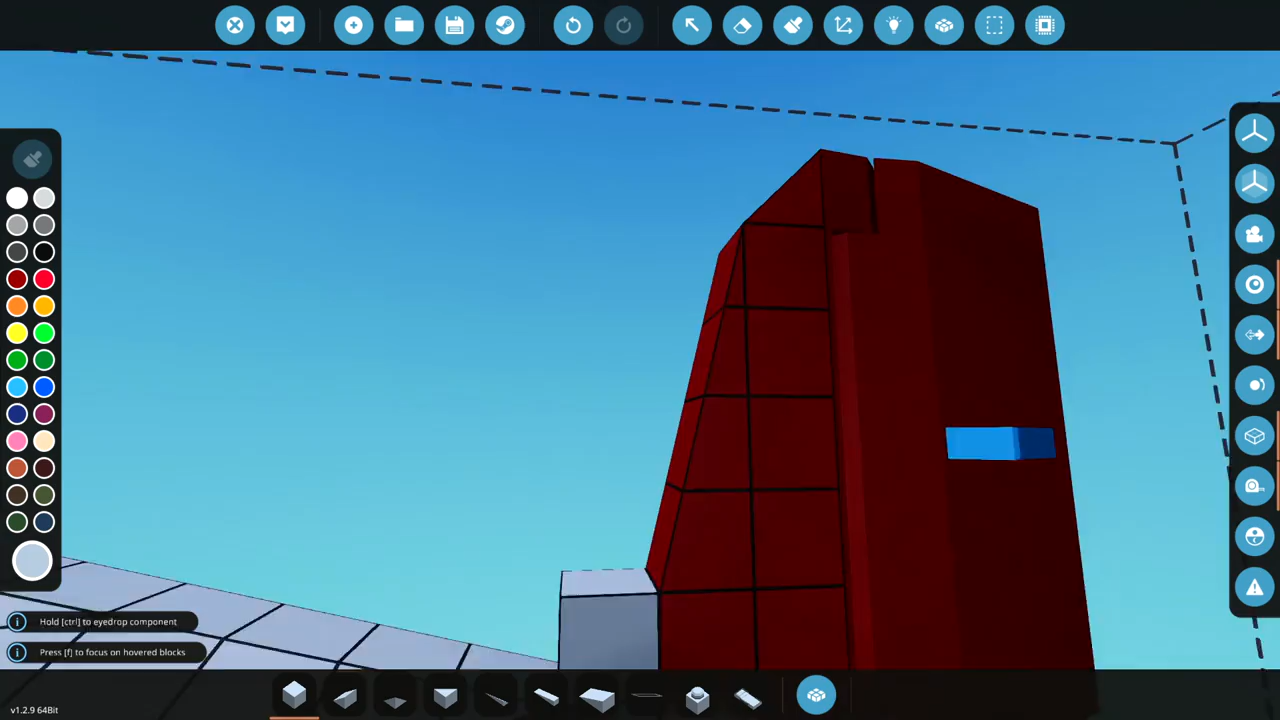 Hold [ctrl] to eyedrop component
Press [f] to focus on hovered blocks
v1.2.9 64Bit